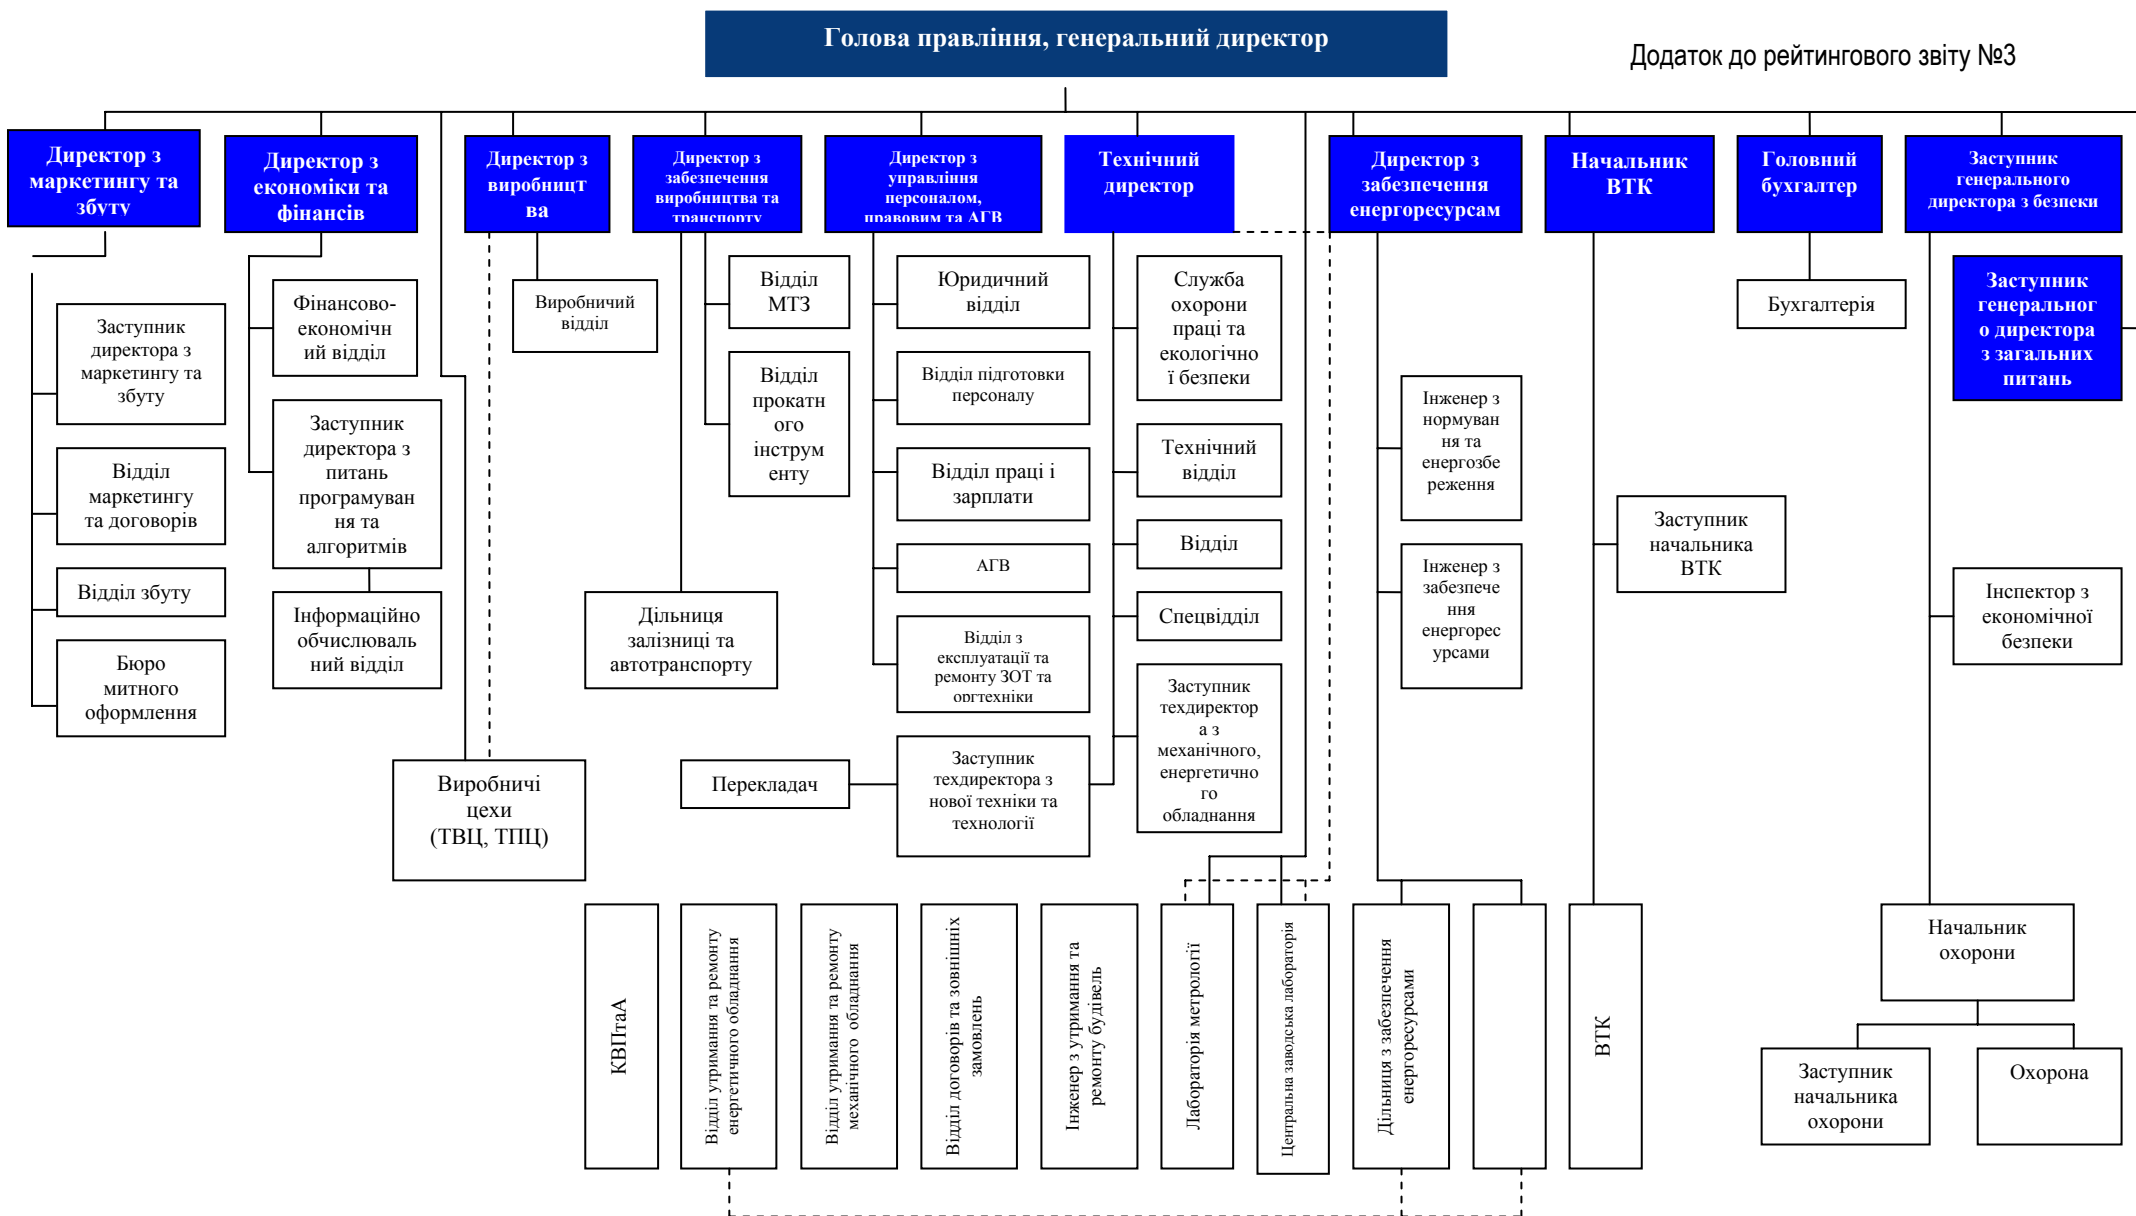 Голова правління, генеральний директор
Додаток до рейтингового звіту №3
Директор з
маркетингу та
збуту
Директор з
економіки та
фінансів
Директор з
виробницт
ва
Директор з
забезпечення
виробництва та
транспорту
Директор з
управління
персоналом,
правовим та АГВ
Технічний
директор
Директор з
забезпечення
енергоресурсам
Начальник
ВТК
Головний
бухгалтер
Заступник
генерального
директора з безпеки
Заступник
генеральног
о директора
з загальних
питань
Заступник
директора з
маркетингу та
збуту
Відділ
маркетингу
та договорів
Відділ збуту
Бюро
митного
оформлення
Фінансово-
економічн
ий відділ
Заступник
директора з
питань
програмуван
ня та
алгоритмів
Інформаційно
обчислюваль
ний відділ
Виробничий
відділ
Виробничі
цехи
(ТВЦ, ТПЦ)
Відділ
МТЗ
Відділ
прокатн
ого
інструм
енту
Дільниця
залізниці та
автотранспорту
Юридичний
відділ
Відділ підготовки
персоналу
Відділ праці і
зарплати
АГВ
Відділ з
експлуатації та
ремонту ЗОТ та
оргтехніки
Перекладач
Заступник
техдиректора з
нової техніки та
технології
Служба
охорони
праці та
екологічно
ї безпеки
Технічний
відділ
Відділ
Спецвідділ
Заступник
техдиректор
а з
механічного,
енергетично
го
обладнання
Інженер з
нормуван
ня та
енергозбе
реження
Інженер з
забезпече
ння
енергорес
урсами
Заступник
начальника
ВТК
Бухгалтерія
Інспектор з
економічної
безпеки
КВПтаА
Відділ утримання та ремонту
енергетичного обладнання
Відділ утримання та ремонту
механічного обладнання
Відділ договорів та зовнішніх
замовлень
Інженер з утримання та
ремонту будівель
Лабораторія метрології
Центральна заводська лабораторія
Дільниця з забезпечення
енергоресурсами
ВТК
Начальник
охорони
Заступник
начальника
охорони
Охорона